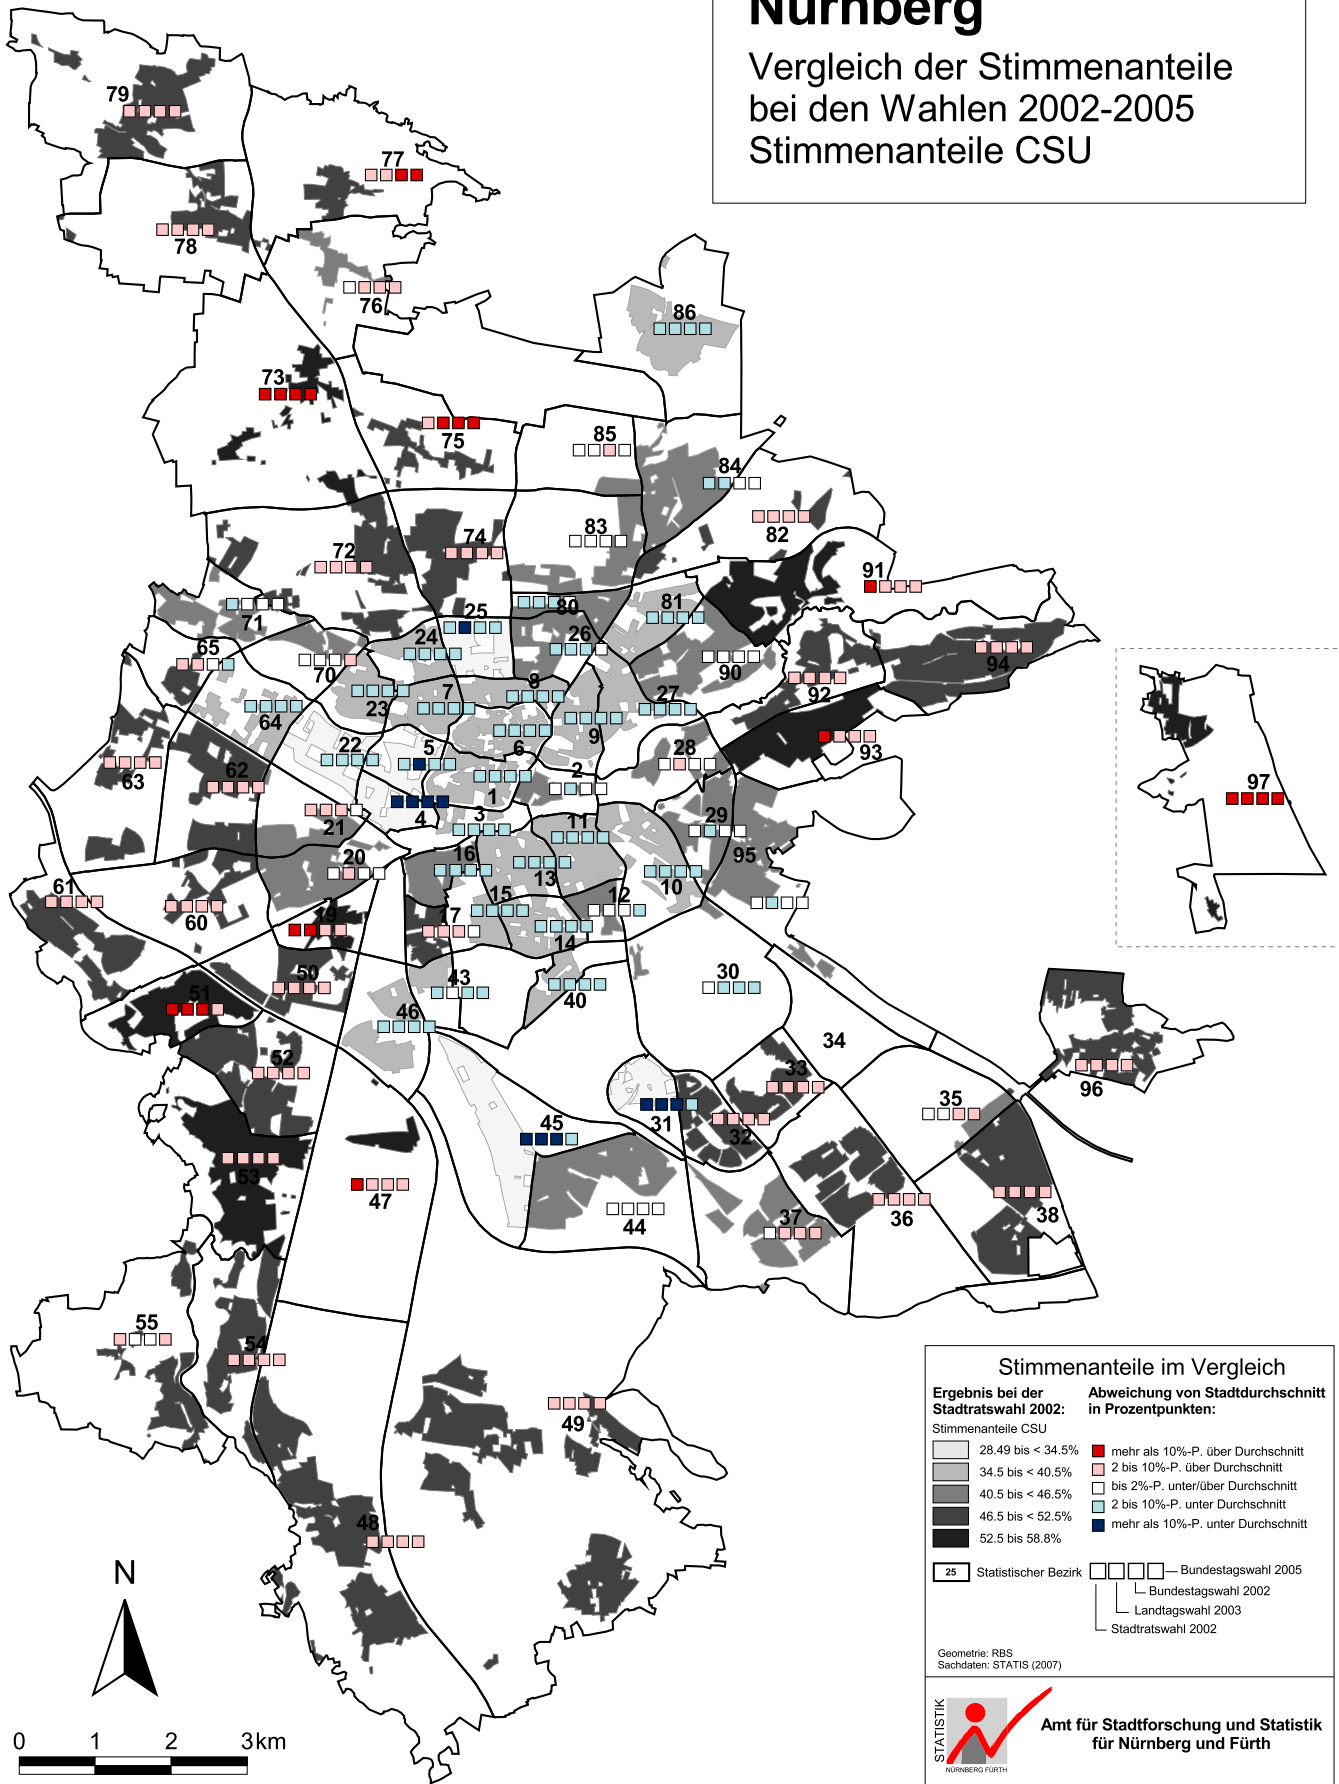 Nürnberg
Vergleich der Stimmenanteile
bei den Wahlen 2002-2005
Stimmenanteile CSU
79
77
78
76
86
73
75
85
84
82
83
74
72
91
71
25
80
81
24
26
65
70
90
94
92
8
7
27
23
64
9
6
22
5
28
93
63
62
2
97
1
4
21
3
29
11
95
20
16
13
10
61
15
12
60
19
17
14
50
30
43
40
51
46
34
52
33
96
35
31
45
32
53
47
38
36
37
44
55
54
49
48
N
0 1 2 3 km
Stimmenanteile im Vergleich
Ergebnis bei der
Stadtratswahl 2002:
Stimmenanteile CSU
28.49 bis < 34.5%
34.5 bis < 40.5%
40.5 bis < 46.5%
46.5 bis < 52.5%
52.5 bis 58.8%
Abweichung von Stadtdurchschnitt
in Prozentpunkten:
mehr als 10%-P. über Durchschnitt
2 bis 10%-P. über Durchschnitt
bis 2%-P. unter/über Durchschnitt
2 bis 10%-P. unter Durchschnitt
mehr als 10%-P. unter Durchschnitt
25 Statistischer Bezirk
Bundestagswahl 2005
Bundestagswahl 2002
Landtagswahl 2003
Stadtratswahl 2002
Geometrie: RBS
Sachdaten: STATIS (2007)
STATISTIK
NÜRNBERG FÜRTH
Amt für Stadtforschung und Statistik
für Nürnberg und Fürth